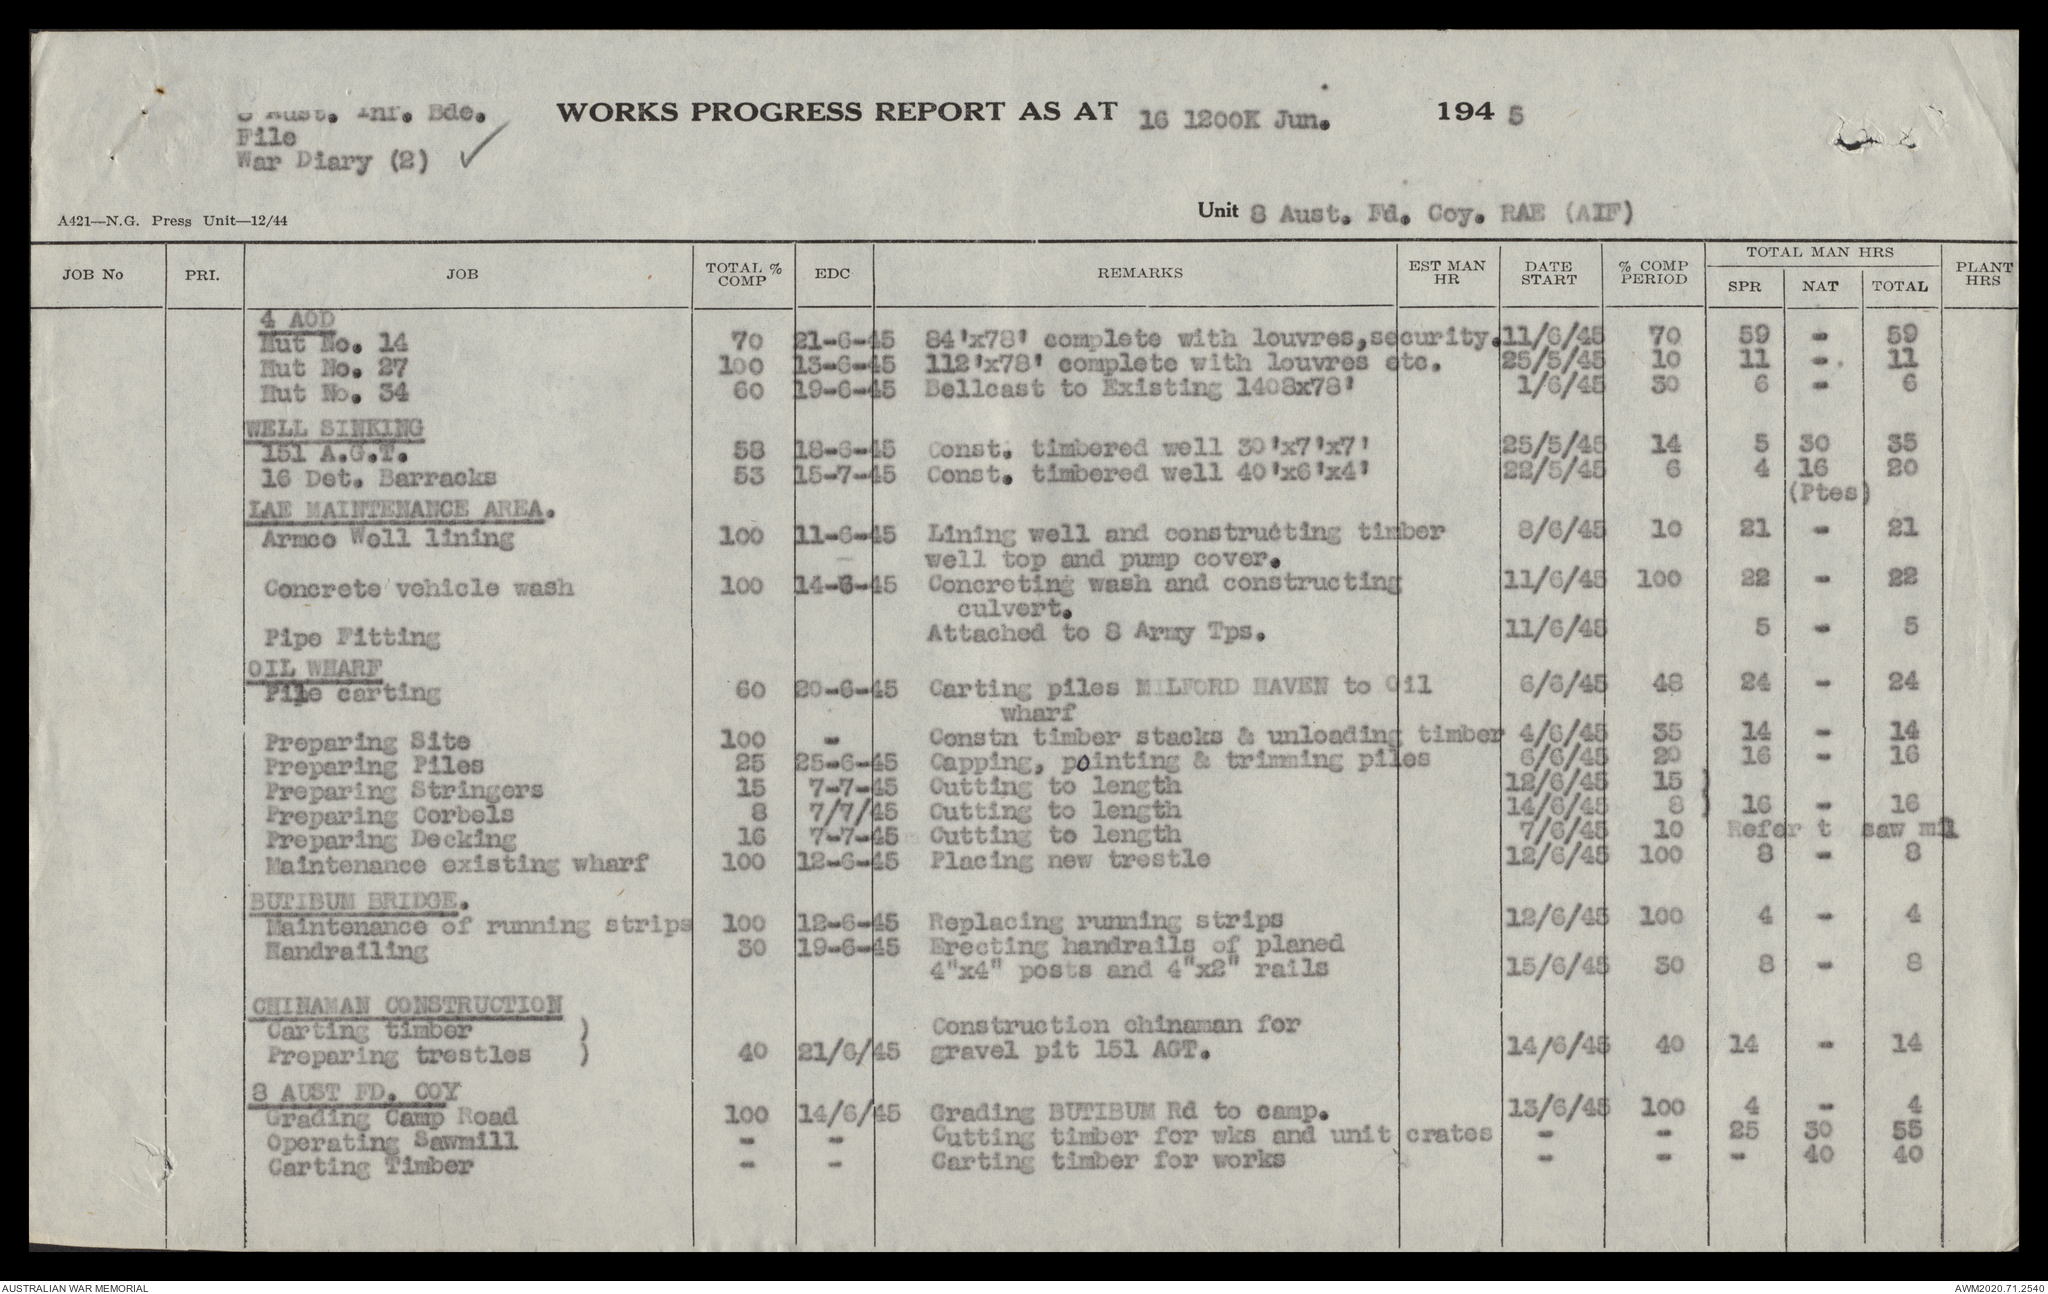 8 Aust. Inf. Bde.
File
War Diary (2) ✓
WORKS PROGRESS REPORT AS AT 16 1200K Jun. 1945
A421—N.G. Press Unit—12/44
Unit 8 Aust. Fd. Coy. RAE (AIF)
JOB No PRI. JOB TOTAL % COMP EDC REMARKS EST MAN HR DATE START % COMP PERIOD TOTAL MAN HRS SPR NAT TOTAL PLANT HRS
4 AOD
Hut No. 14 70 21-6-45 84'x78' complete with louvres,security. 11/6/45 70 59 - 59
Hut No. 27 100 13-6-45 112'x78' complete with louvres etc. 25/5/45 10 11 - 11
Hut No. 34 60 19-6-45 Bellcast to Existing 1408x78' 1/6/45 30 6 - 6
WELL SINKING
151 A.G.T. 58 18-6-45 Const. timbered well 30'x7'x7' 25/5/45 14 5 30 35
16 Det. Barracks 53 15-7-45 Const. timbered well 40'x6'x4' 22/5/45 6 4 16 20
(Ptes)
LAE MAINTENANCE AREA.
Armco Well lining 100 11-6-45 Lining well and constructing timber 8/6/45 10 21 - 21
well top and pump cover.
Concrete vehicle wash 100 14-6-45 Concreting wash and constructing 11/6/45 100 22 - 22
culvert.
Pipe Fitting Attached to 8 Army Tps. 11/6/45 5 - 5
OIL WHARF
Pile carting 60 20-6-45 Carting piles MILFORD HAVEN to Oil 6/6/45 48 24 - 24
wharf
Preparing Site 100 - Constn timber stacks & unloading timber 4/6/45 35 14 - 14
Preparing Piles 25 25-6-45 Capping, pointing & trimming piles 6/6/45 20 16 - 16
Preparing Stringers 15 7-7-45 Cutting to length 12/6/45 15 )
Preparing Corbels 8 7/7/45 Cutting to length 14/6/45 8 ) 16 - 16
Preparing Decking 16 7-7-45 Cutting to length 7/6/45 10 Refer t saw mil
Maintenance existing wharf 100 12-6-45 Placing new trestle 12/6/45 100 8 - 8
BUTIBUM BRIDGE.
Maintenance of running strips 100 12-6-45 Replacing running strips 12/6/45 100 4 - 4
Handrailing 30 19-6-45 Erecting handrails of planed
4"x4" posts and 4"x2" rails 15/6/45 30 8 - 8
CHINAMAN CONSTRUCTION
Carting timber ) Construction chinaman for
Preparing trestles ) 40 21/6/45 gravel pit 151 AGT. 14/6/45 40 14 - 14
8 AUST FD. COY
Grading Camp Road 100 14/6/45 Grading BUTIBUM Rd to camp. 13/6/45 100 4 - 4
Operating Sawmill - - Cutting timber for wks and unit crates - - 25 30 55
Carting Timber - - Carting timber for works - - - 40 40
AUSTRALIAN WAR MEMORIAL
AWM2020.71.2540